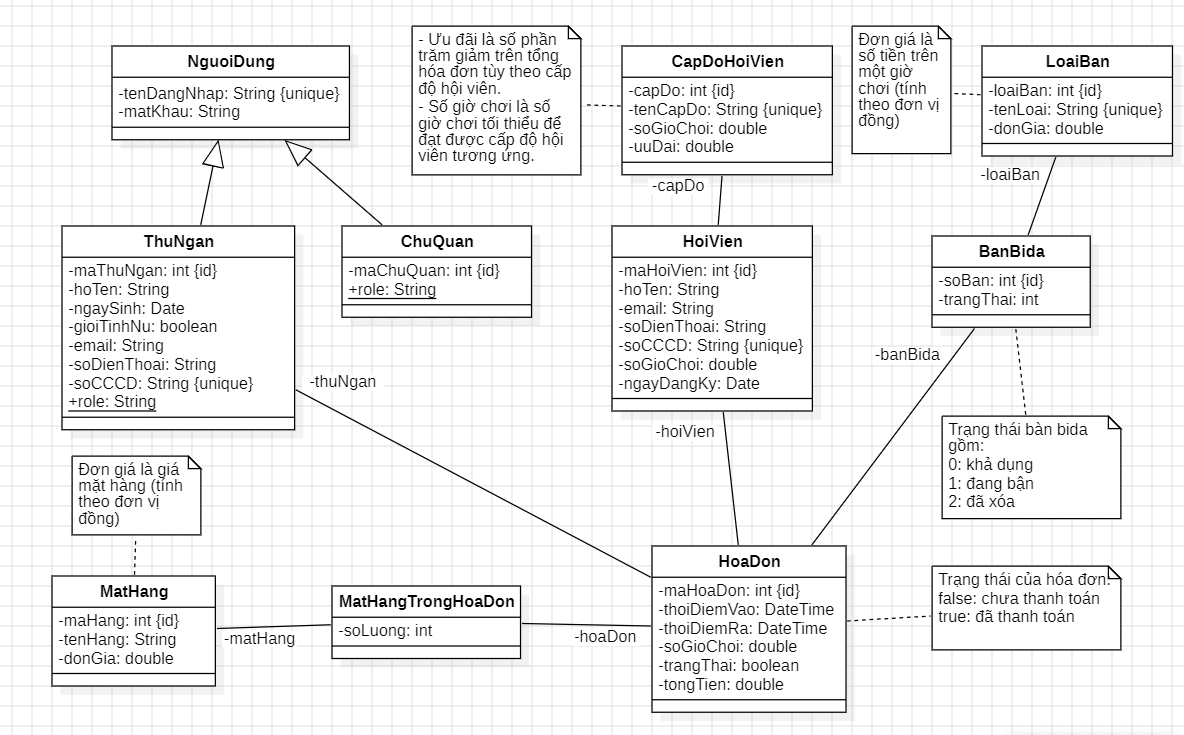 NguoiDung
-tenDangNhap: String {unique}
-matKhau: String
- Ưu đãi là số phần
trăm giảm trên tổng
hóa đơn tùy theo cấp
độ hội viên.
- Số giờ chơi là số
giờ chơi tối thiểu để
đạt được cấp độ hội
viên tương ứng.
CapDoHoiVien
-capDo: int {id}
-tenCapDo: String {unique}
-soGioChoi: double
-uuDai: double
Đơn giá là
số tiền trên
một giờ
chơi (tính
theo đơn vị
đồng)
LoaiBan
-loaiBan: int {id}
-tenLoai: String {unique}
-donGia: double
-capDo
-loaiBan
ThuNgan
-maThuNgan: int {id}
-hoTen: String
-ngaySinh: Date
-gioiTinhNu: boolean
-email: String
-soDienThoai: String
-soCCCD: String {unique}
+role: String
ChuQuan
-maChuQuan: int {id}
+role: String
HoiVien
-maHoiVien: int {id}
-hoTen: String
-email: String
-soDienThoai: String
-soCCCD: String {unique}
-soGioChoi: double
-ngayDangKy: Date
BanBida
-soBan: int {id}
-trangThai: int
-thuNgan
-hoiVien
-banBida
Trạng thái bàn bida
gồm:
0: khả dụng
1: đang bận
2: đã xóa
Đơn giá là giá
mặt hàng (tính
theo đơn vị
đồng)
MatHang
-maHang: int {id}
-tenHang: String
-donGia: double
-matHang
MatHangTrongHoaDon
-soLuong: int
-hoaDon
HoaDon
-maHoaDon: int {id}
-thoiDiemVao: DateTime
-thoiDiemRa: DateTime
-soGioChoi: double
-trangThai: boolean
-tongTien: double
Trạng thái của hóa đơn:
false: chưa thanh toán
true: đã thanh toán